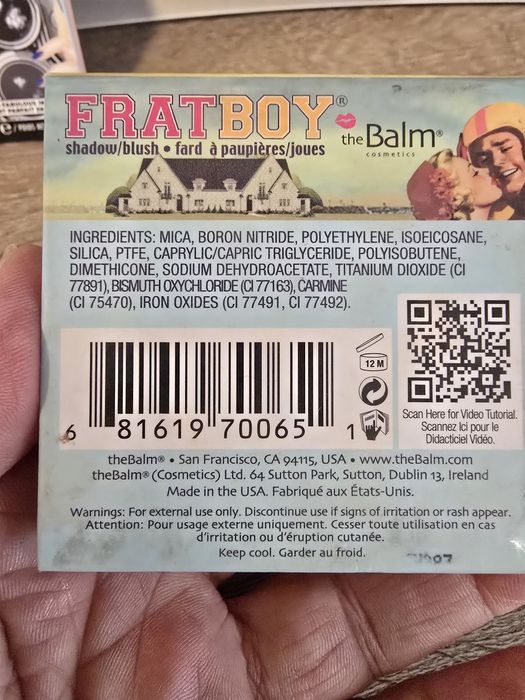 FRATBOY®
theBalm®
cosmetics
shadow/blush • fard à paupières/joues
INGREDIENTS: MICA, BORON NITRIDE, POLYETHYLENE, ISOEICOSANE,
SILICA, PTFE, CAPRYLIC/CAPRIC TRIGLYCERIDE, POLYISOBUTENE,
DIMETHICONE, SODIUM DEHYDROACETATE, TITANIUM DIOXIDE (CI
77891), BISMUTH OXYCHLORIDE (CI 77163), CARMINE
(CI 75470), IRON OXIDES (CI 77491, CI 77492).
12 M
6 81619 70065 1
Scan Here for Video Tutorial.
Scannez Ici pour le
Didacticiel Vidéo.
theBalm® • San Francisco, CA 94115, USA • www.theBalm.com
theBalm® (Cosmetics) Ltd. 64 Sutton Park, Sutton, Dublin 13, Ireland
Made in the USA. Fabriqué aux États-Unis.
Warnings: For external use only. Discontinue use if signs of irritation or rash appear.
Attention: Pour usage externe uniquement. Cesser toute utilisation en cas
d'irritation ou d'éruption cutanée.
Keep cool. Garder au froid.